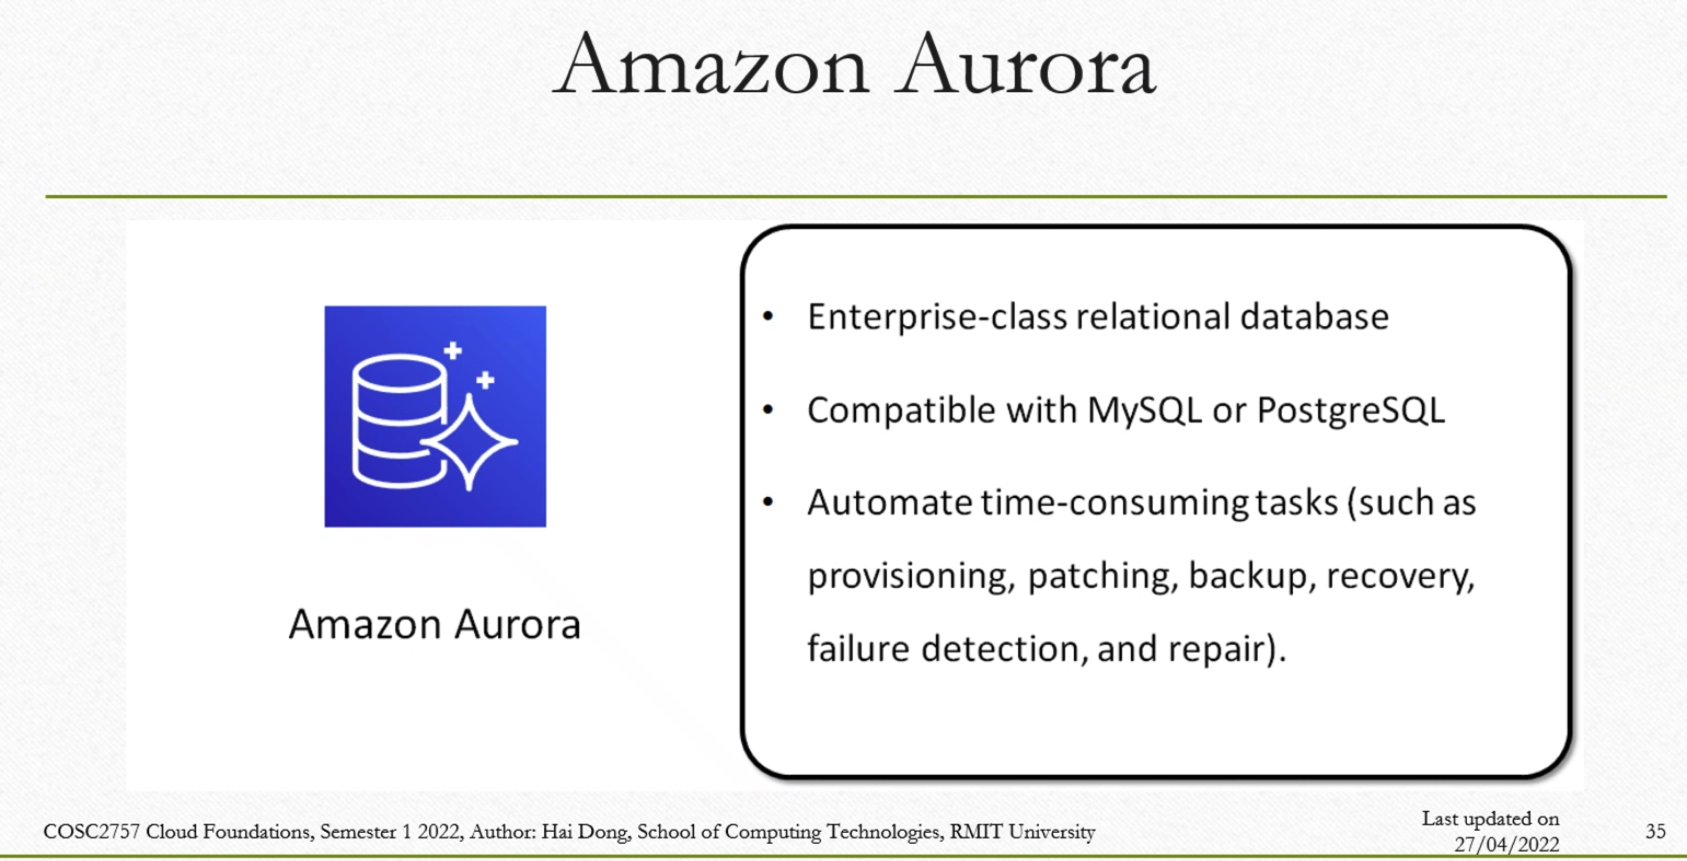 Amazon Aurora
Amazon Aurora
• Enterprise-class relational database
• Compatible with MySQL or PostgreSQL
• Automate time-consuming tasks (such as
provisioning, patching, backup, recovery,
failure detection, and repair).
COSC2757 Cloud Foundations, Semester 1 2022, Author: Hai Dong, School of Computing Technologies, RMIT University
Last updated on
27/04/2022
35